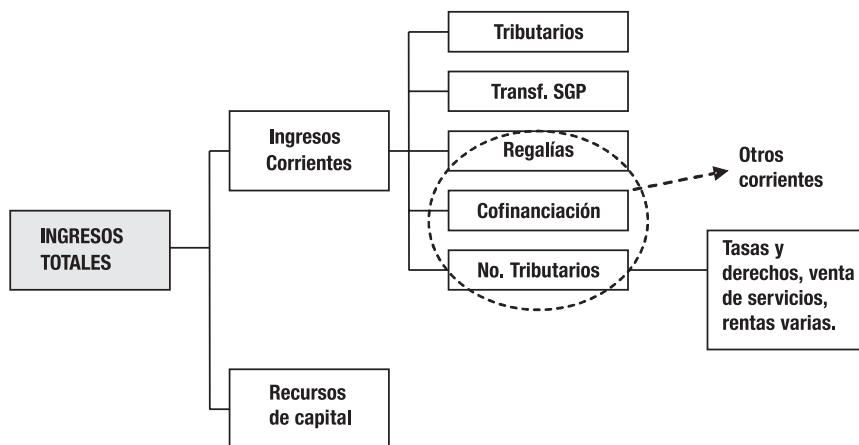 INGRESOS
TOTALES
Ingresos
Corrientes
Recursos
de capital
Tributarios
Transf. SGP
Regalías
Cofinanciación
No. Tributarios
Otros
corrientes
Tasas y
derechos, venta
de servicios,
rentas varias.